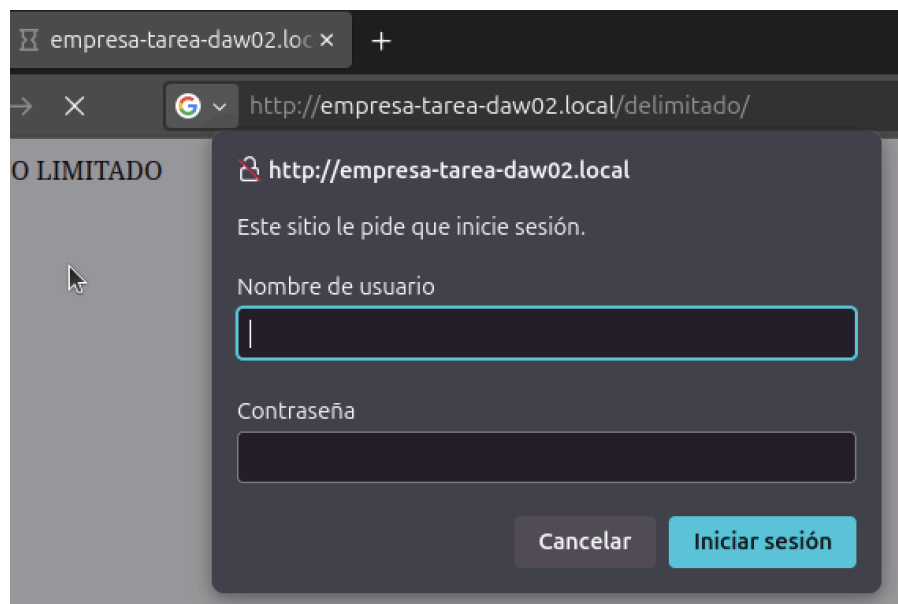 empresa-tarea-daw02.loc
http://empresa-tarea-daw02.local/delimitado/
O LIMITADO
http://empresa-tarea-daw02.local
Este sitio le pide que inicie sesión.
Nombre de usuario
Contraseña
Cancelar
Iniciar sesión